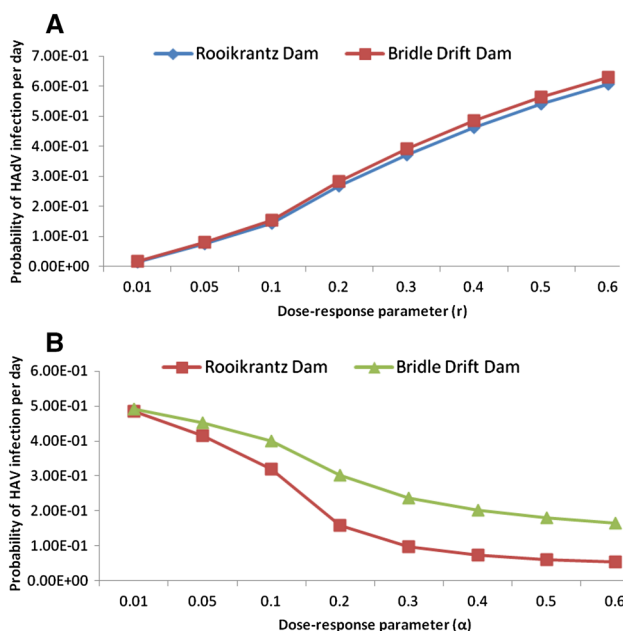 A
Rooikrantz Dam
Bridle Drift Dam
Probability of HAdV infection per day
7.00E-01
6.00E-01
5.00E-01
4.00E-01
3.00E-01
2.00E-01
1.00E-01
0.00E+00
0.01 0.05 0.1 0.2 0.3 0.4 0.5 0.6
Dose-response parameter (r)
B
Rooikrantz Dam
Bridle Drift Dam
Probability of HAV infection per day
6.00E-01
5.00E-01
4.00E-01
3.00E-01
2.00E-01
1.00E-01
0.00E+00
0.01 0.05 0.1 0.2 0.3 0.4 0.5 0.6
Dose-response parameter (α)